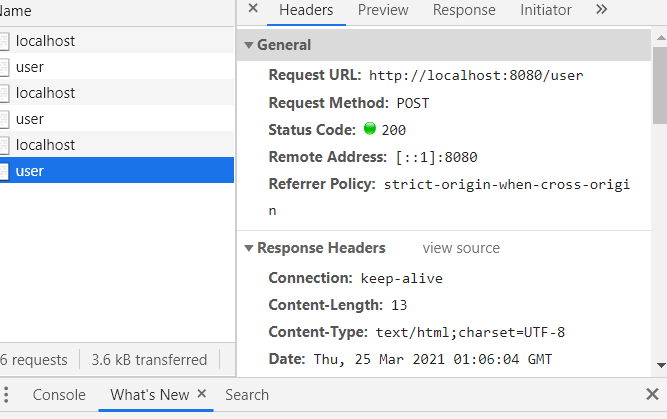 Name
localhost
user
localhost
user
localhost
user
6 requests 3.6 kB transferred
Headers Preview Response Initiator
General
Request URL: http://localhost:8080/user
Request Method: POST
Status Code: 200
Remote Address: [::1]:8080
Referrer Policy: strict-origin-when-cross-origi
n
Response Headers view source
Connection: keep-alive
Content-Length: 13
Content-Type: text/html;charset=UTF-8
Date: Thu, 25 Mar 2021 01:06:04 GMT
Console What's New Search